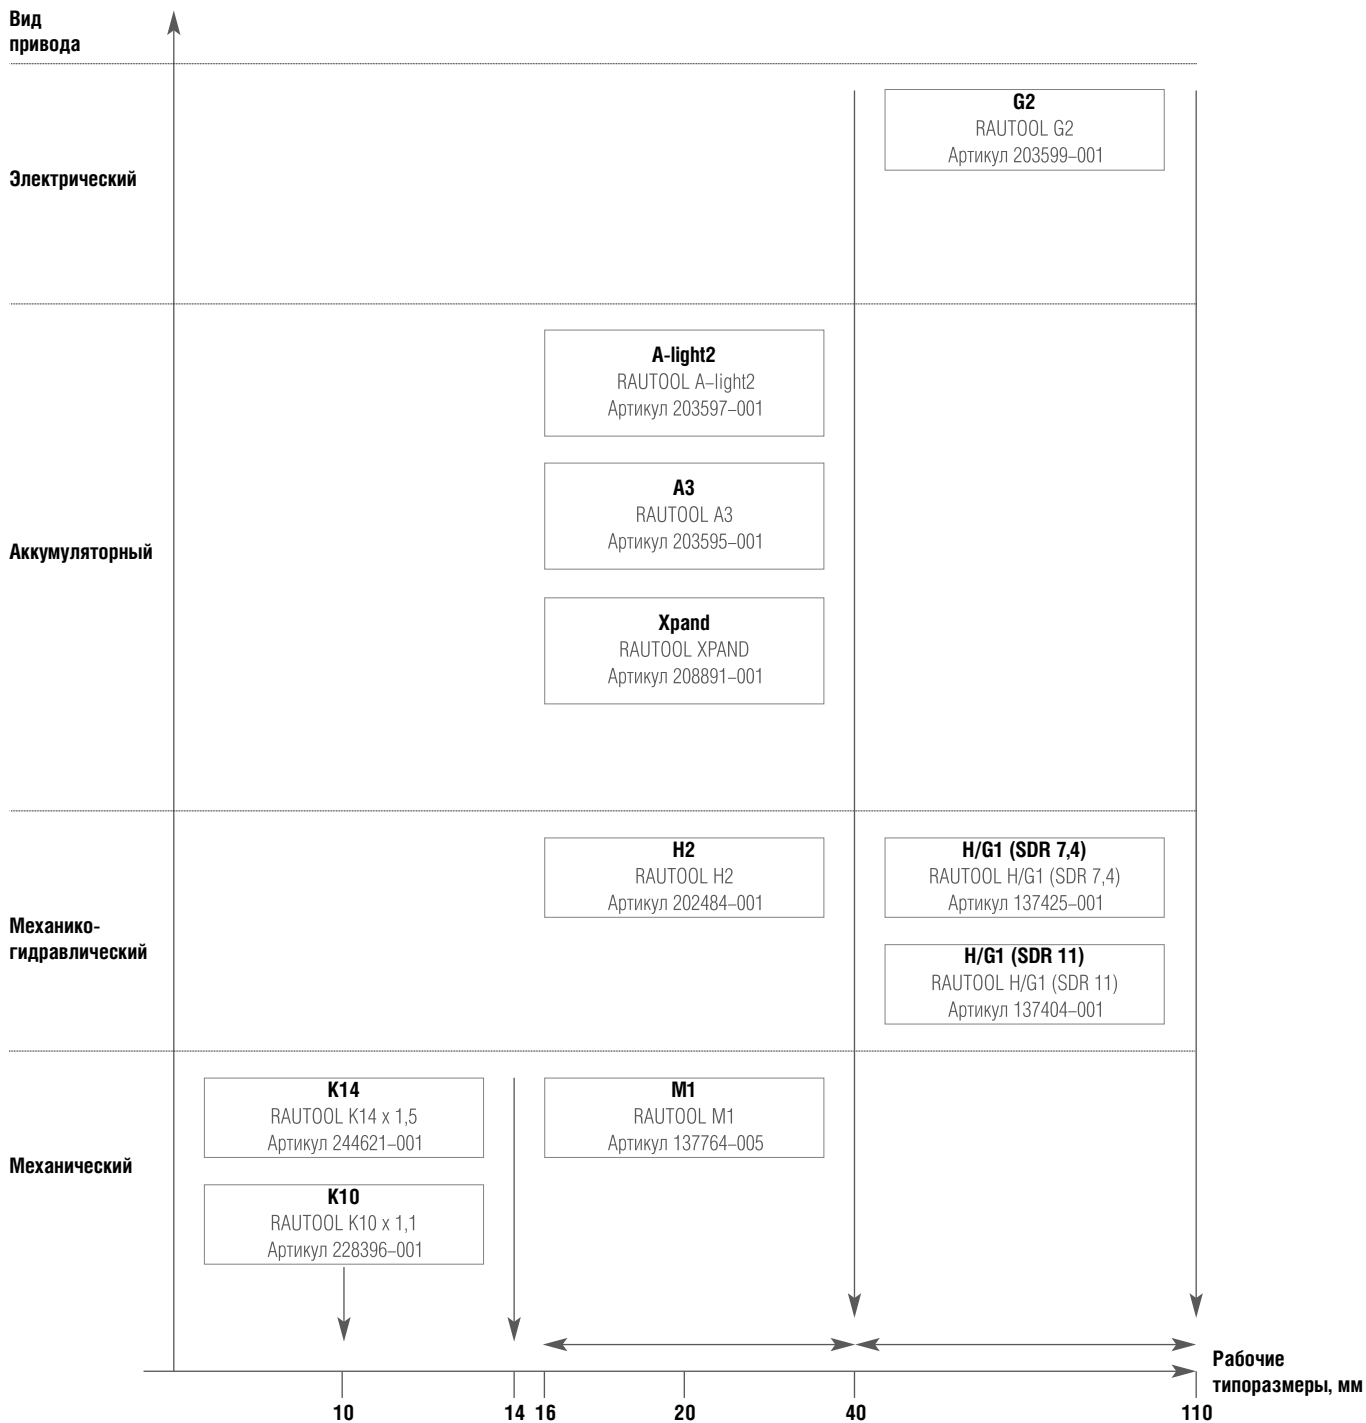 Вид
привода
G2
RAUTOOL G2
Артикул 203599–001
Электрический
A-light2
RAUTOOL A–light2
Артикул 203597–001
A3
RAUTOOL A3
Артикул 203595–001
Аккумуляторный
Xpand
RAUTOOL XPAND
Артикул 208891–001
H2
RAUTOOL H2
Артикул 202484–001
H/G1 (SDR 7,4)
RAUTOOL H/G1 (SDR 7,4)
Артикул 137425–001
Механико-
гидравлический
H/G1 (SDR 11)
RAUTOOL H/G1 (SDR 11)
Артикул 137404–001
K14
RAUTOOL K14 x 1,5
Артикул 244621–001
M1
RAUTOOL M1
Артикул 137764–005
Механический
K10
RAUTOOL K10 x 1,1
Артикул 228396–001
Рабочие
типоразмеры, мм
10 14 16 20 40 110